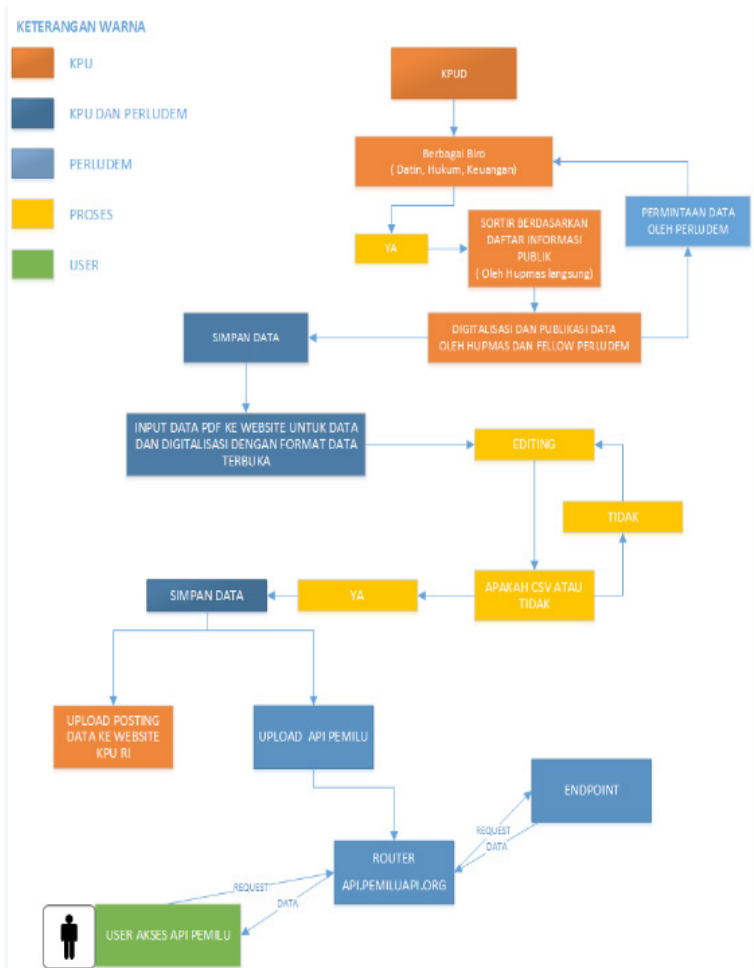 KETERANGAN WARNA
KPU
KPU DAN PERLUDEM
PERLUDEM
PROSES
USER
KPUD
Berbagai Biro
( Datin, Hukum, Keuangan)
YA
SORTIR BERDASARKAN
DAFTAR INFORMASI
PUBLIK
( Oleh Hupmas langsung)
PERMINTAAN DATA
OLEH PERLUDEM
SIMPAN DATA
DIGITALISASI DAN PUBLIKASI DATA
OLEH HUPMAS DAN FELLOW PERLUDEM
INPUT DATA PDF KE WEBSITE UNTUK DATA
DAN DIGITALISASI DENGAN FORMAT DATA
TERBUKA
EDITING
TIDAK
APAKAH CSV ATAU
TIDAK
YA
SIMPAN DATA
UPLOAD POSTING
DATA KE WEBSITE
KPU RI
UPLOAD API PEMILU
ENDPOINT
REQUEST
DATA
ROUTER
API.PEMILUAPI.ORG
REQUEST
DATA
USER AKSES API PEMILU